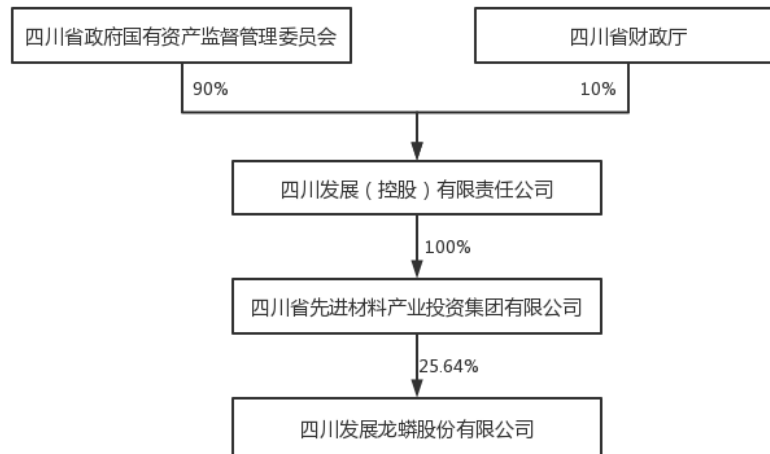 四川省政府国有资产监督管理委员会
四川省财政厅
90%
10%
四川发展（控股）有限责任公司
100%
四川省先进材料产业投资集团有限公司
25.64%
四川发展龙蟒股份有限公司